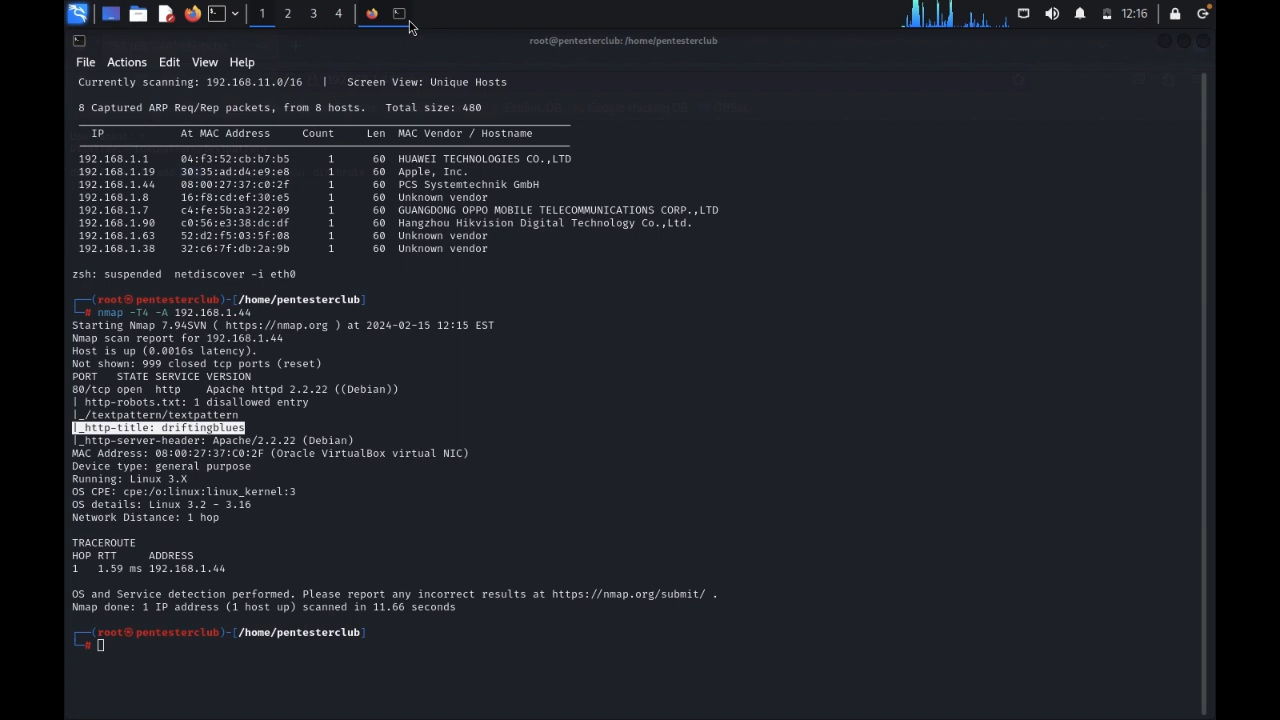 1 2 3 4 12:16
root@pentesterclub: /home/pentesterclub
File Actions Edit View Help
Currently scanning: 192.168.11.0/16 | Screen View: Unique Hosts
8 Captured ARP Req/Rep packets, from 8 hosts. Total size: 480
IP At MAC Address Count Len MAC Vendor / Hostname
192.168.1.1 04:f3:52:cb:b7:b5 1 60 HUAWEI TECHNOLOGIES CO.,LTD
192.168.1.19 30:35:ad:d4:e9:e8 1 60 Apple, Inc.
192.168.1.44 08:00:27:37:c0:2f 1 60 PCS Systemtechnik GmbH
192.168.1.8 16:f8:cd:ef:30:e5 1 60 Unknown vendor
192.168.1.7 c4:fe:5b:a3:22:09 1 60 GUANGDONG OPPO MOBILE TELECOMMUNICATIONS CORP.,LTD
192.168.1.90 c0:56:e3:38:dc:df 1 60 Hangzhou Hikvision Digital Technology Co.,Ltd.
192.168.1.63 52:d2:f5:03:5f:08 1 60 Unknown vendor
192.168.1.38 32:c6:7f:db:2a:9b 1 60 Unknown vendor
zsh: suspended netdiscover -i eth0
┌──(root㉿pentesterclub)-[/home/pentesterclub]
└─# nmap -T4 -A 192.168.1.44
Starting Nmap 7.94SVN ( https://nmap.org ) at 2024-02-15 12:15 EST
Nmap scan report for 192.168.1.44
Host is up (0.0016s latency).
Not shown: 999 closed tcp ports (reset)
PORT STATE SERVICE VERSION
80/tcp open http Apache httpd 2.2.22 ((Debian))
| http-robots.txt: 1 disallowed entry
|_/textpattern/textpattern
|_http-title: driftingblues
|_http-server-header: Apache/2.2.22 (Debian)
MAC Address: 08:00:27:37:C0:2F (Oracle VirtualBox virtual NIC)
Device type: general purpose
Running: Linux 3.X
OS CPE: cpe:/o:linux:linux_kernel:3
OS details: Linux 3.2 - 3.16
Network Distance: 1 hop
TRACEROUTE
HOP RTT ADDRESS
1 1.59 ms 192.168.1.44
OS and Service detection performed. Please report any incorrect results at https://nmap.org/submit/ .
Nmap done: 1 IP address (1 host up) scanned in 11.66 seconds
┌──(root㉿pentesterclub)-[/home/pentesterclub]
└─#